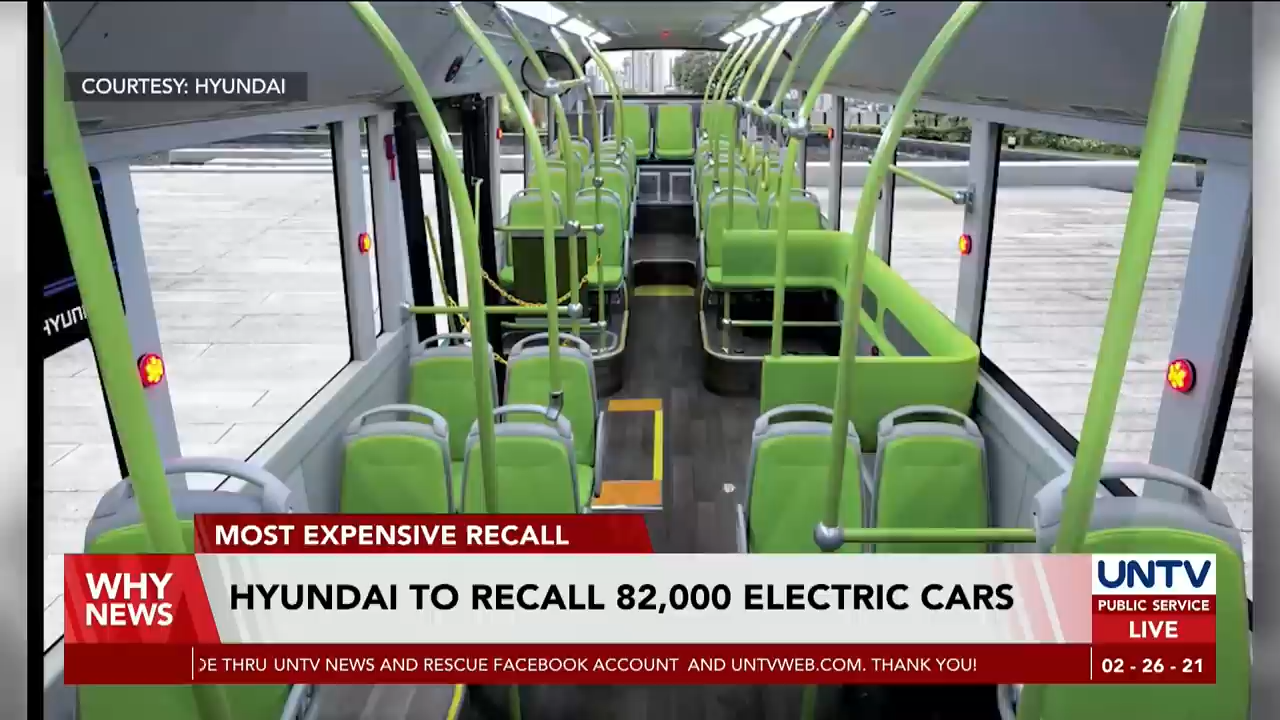 COURTESY: HYUNDAI
MOST EXPENSIVE RECALL
WHY
NEWS
HYUNDAI TO RECALL 82,000 ELECTRIC CARS
UNTV
PUBLIC SERVICE
LIVE
THRU UNTV NEWS AND RESCUE FACEBOOK ACCOUNT AND UNTVWEB.COM. THANK YOU!
02 - 26 - 21